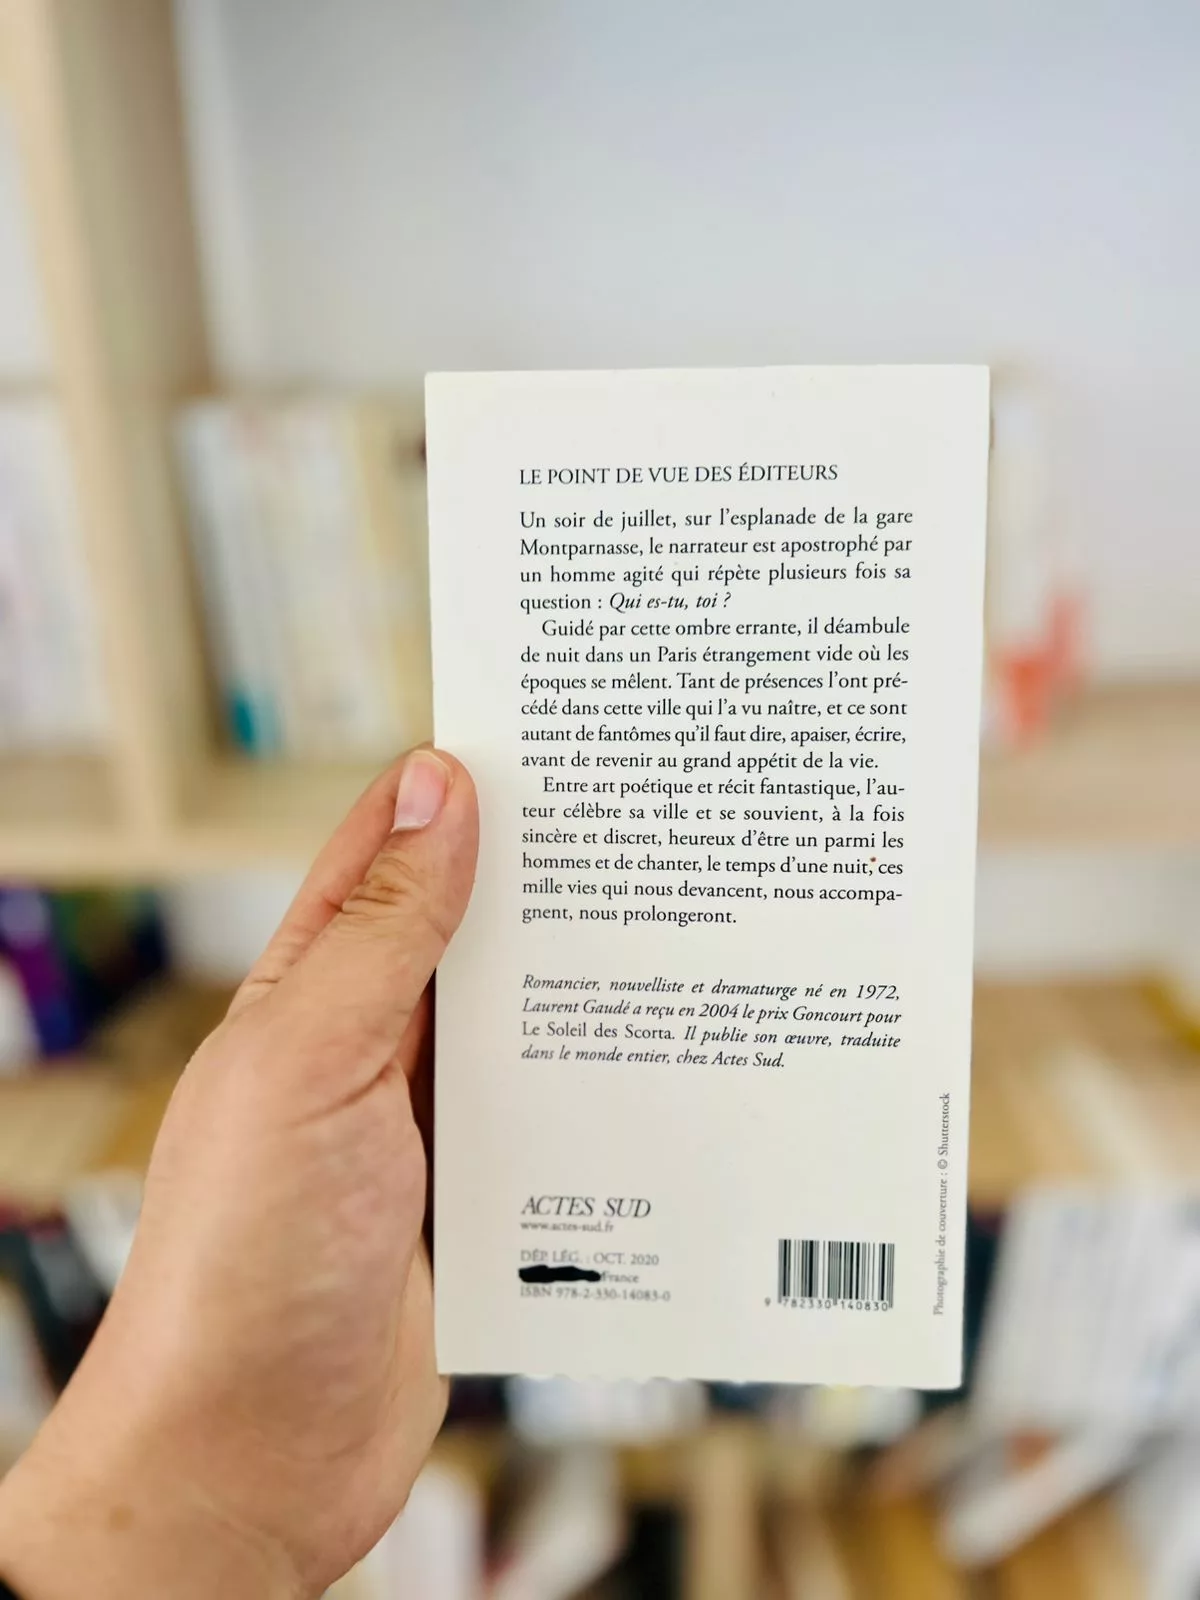 LE POINT DE VUE DES ÉDITEURS
Un soir de juillet, sur l'esplanade de la gare
Montparnasse, le narrateur est apostrophé par
un homme agité qui répète plusieurs fois sa
question : Qui es-tu, toi ?
Guidé par cette ombre errante, il déambule
de nuit dans un Paris étrangement vide où les
époques se mêlent. Tant de présences l'ont pré-
cédé dans cette ville qui l'a vu naître, et ce sont
autant de fantômes qu'il faut dire, apaiser, écrire,
avant de revenir au grand appétit de la vie.
Entre art poétique et récit fantastique, l'au-
teur célèbre sa ville et se souvient, à la fois
sincère et discret, heureux d'être un parmi les
hommes et de chanter, le temps d'une nuit, ces
mille vies qui nous devancent, nous accompa-
gnent, nous prolongeront.
Romancier, nouvelliste et dramaturge né en 1972,
Laurent Gaudé a reçu en 2004 le prix Goncourt pour
Le Soleil des Scorta. Il publie son œuvre, traduite
dans le monde entier, chez Actes Sud.
ACTES SUD
www.actes-sud.fr
DÉP. LÉG. : OCT. 2020
France
ISBN 978-2-330-14083-0
9 782330 140830
Photographie de couverture : © Shutterstock